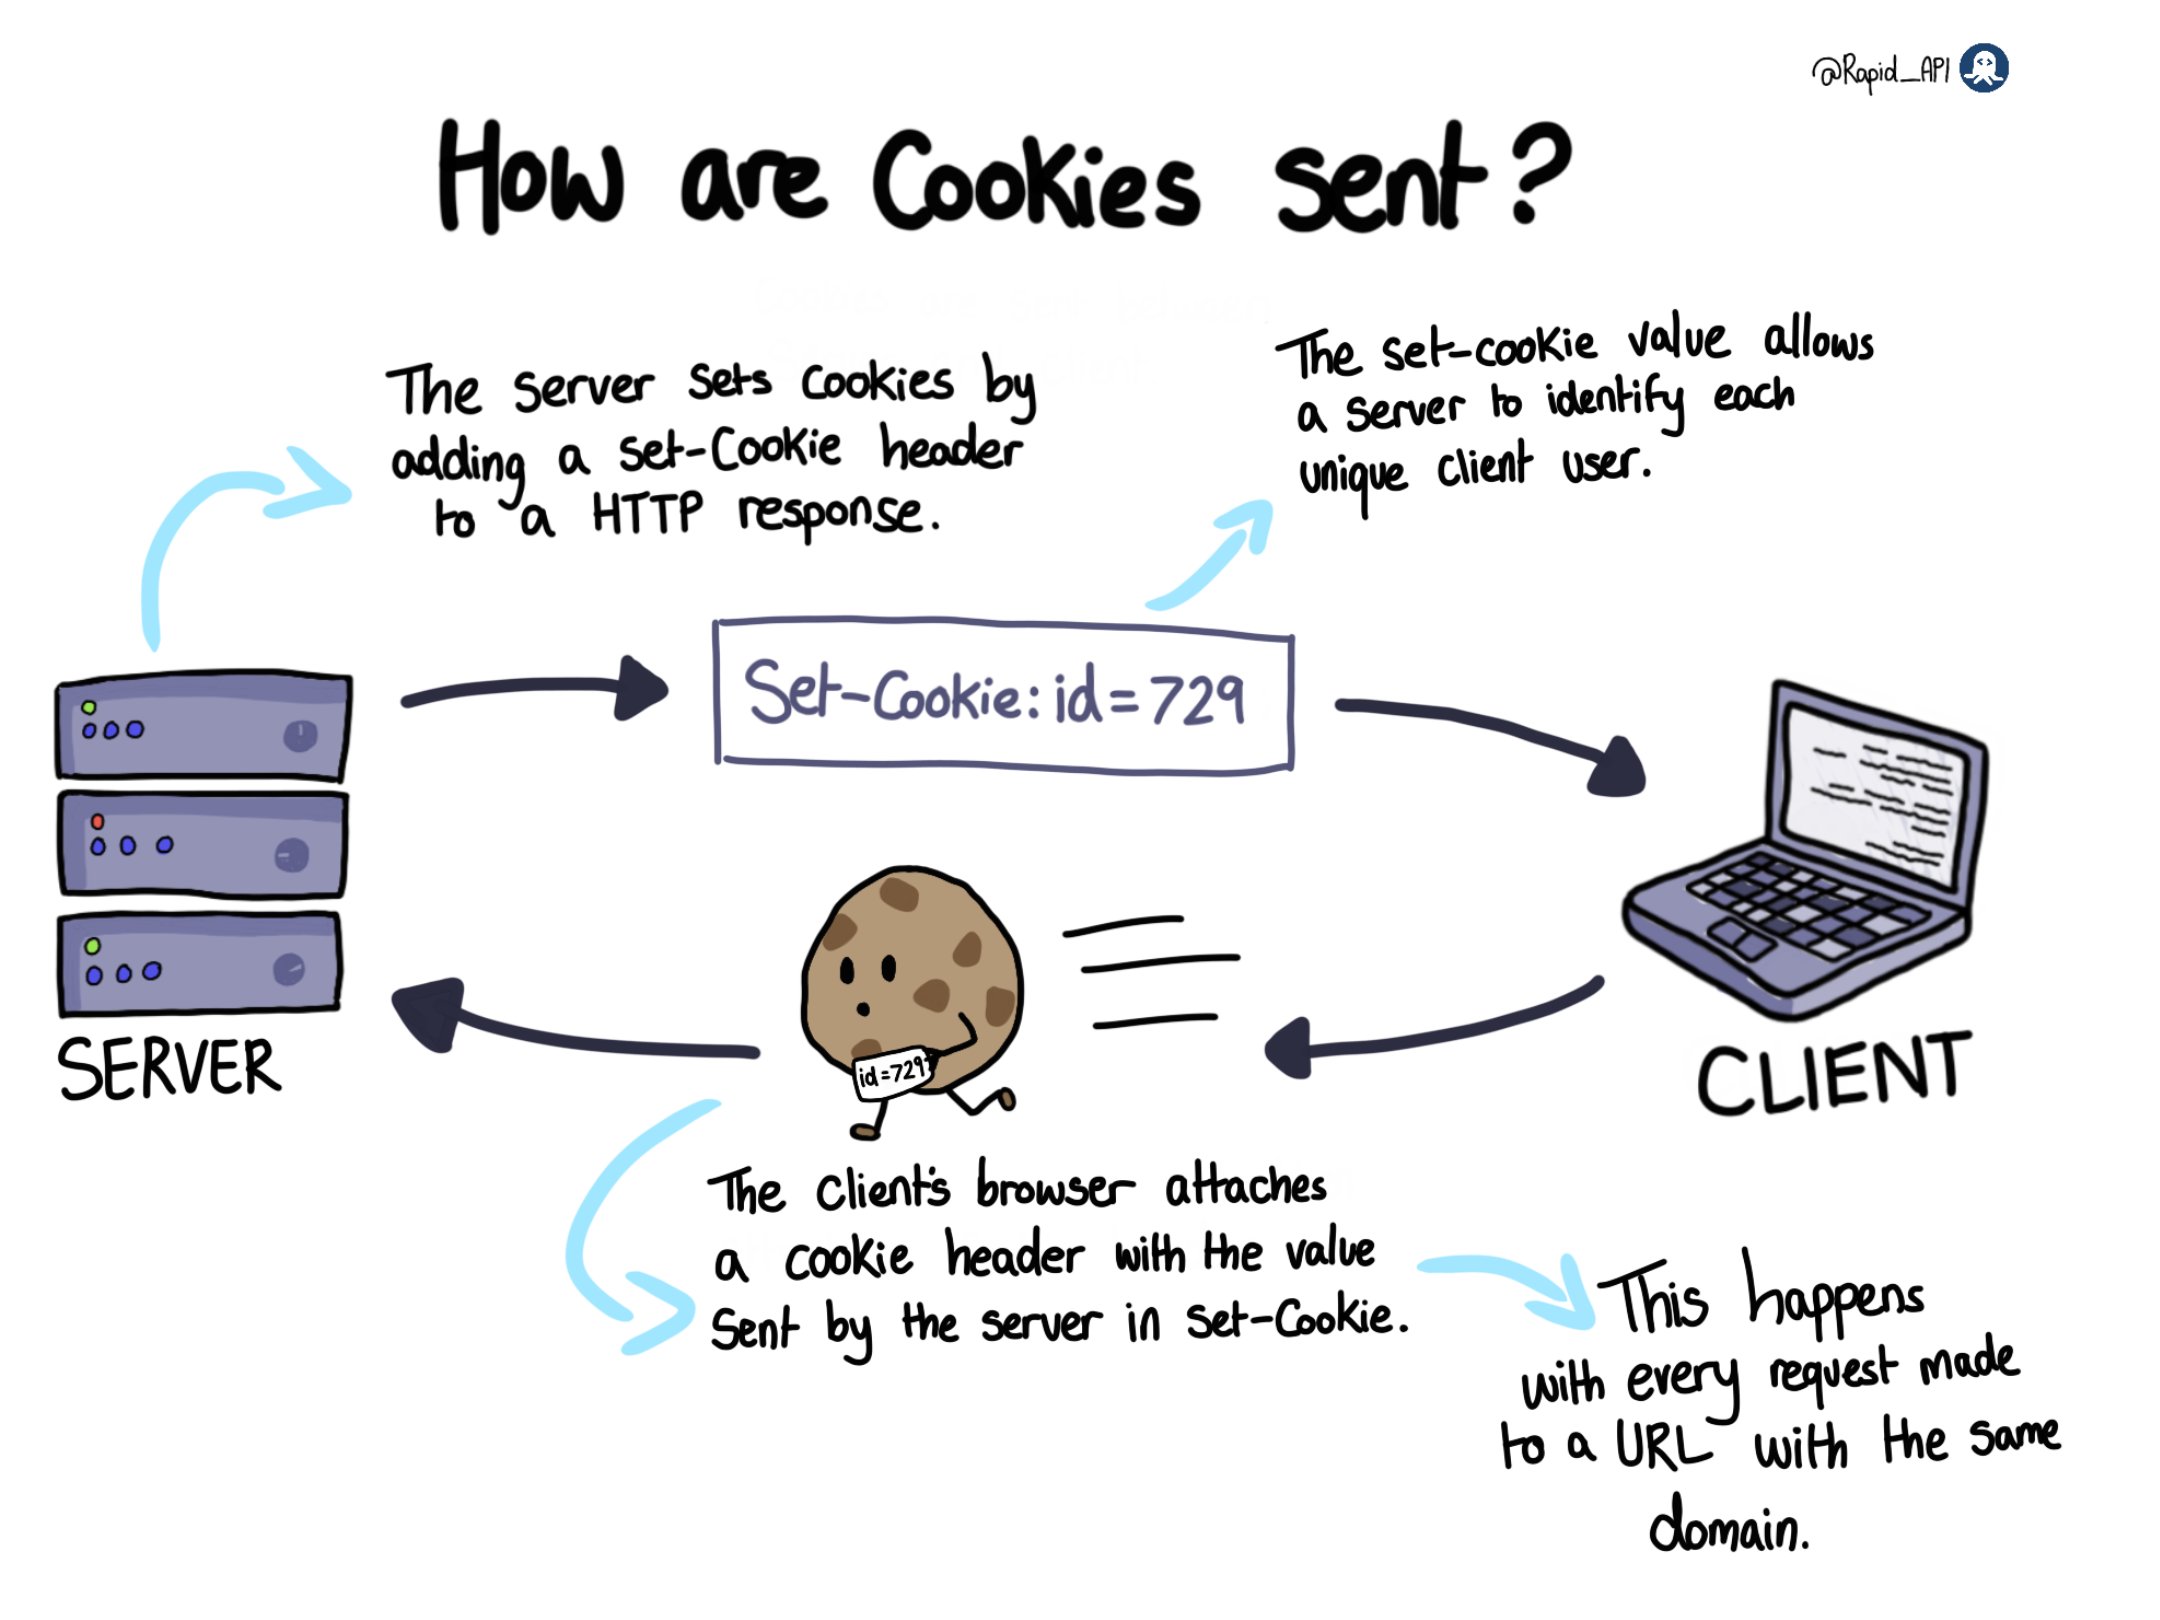 @Rapid_API
How are Cookies sent?
The server sets cookies by
adding a set-Cookie header
to a HTTP response.
The set-cookie value allows
a server to identify each
unique client user.
Set-Cookie: id=729
SERVER
id=729
CLIENT
The client's browser attaches
a cookie header with the value
Sent by the server in Set-Cookie.
This happens
with every request made
to a URL with the same
domain.